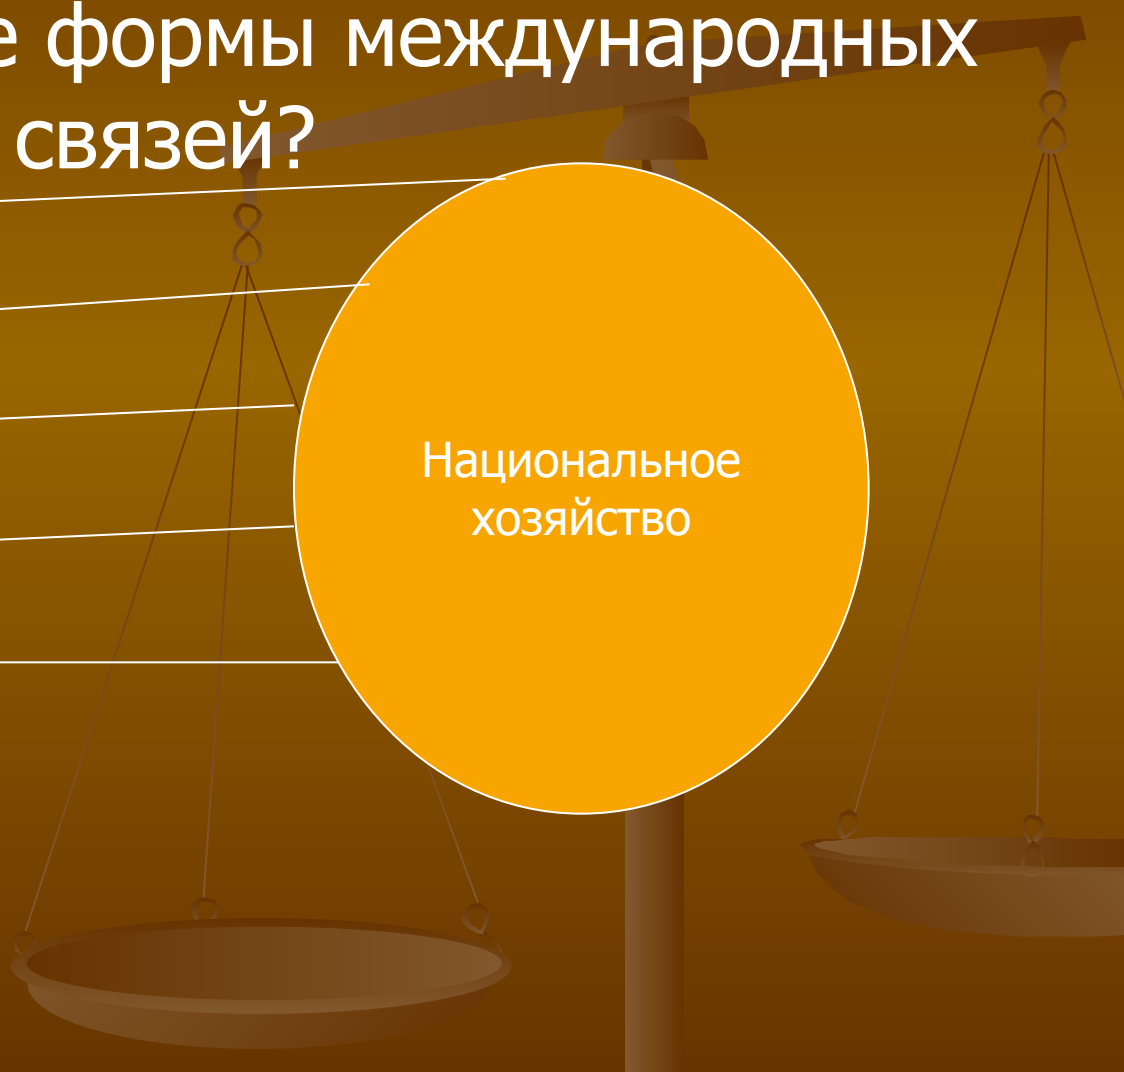 е формы международных
связей?
Национальное
хозяйство